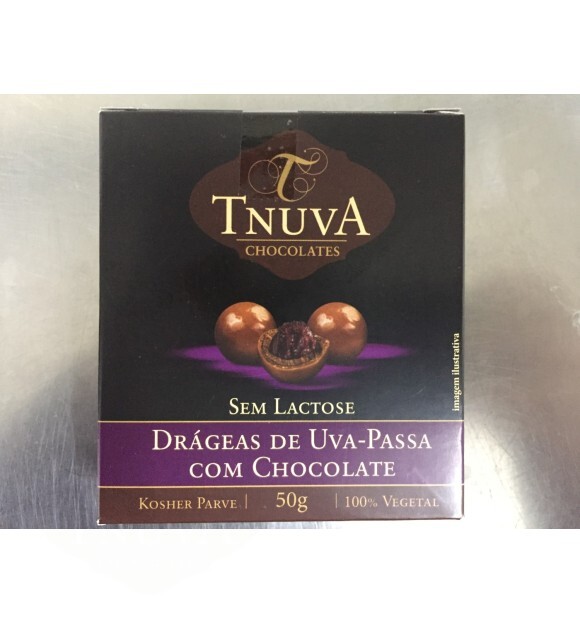 T
TNUVA
CHOCOLATES
imagem ilustrativa
SEM LACTOSE
DRÁGEAS DE UVA-PASSA
COM CHOCOLATE
KOSHER PARVE | 50g | 100% VEGETAL